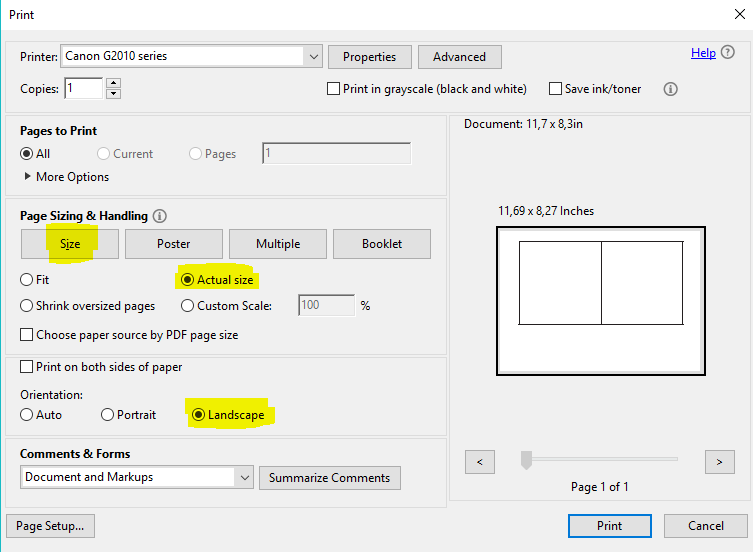 Print
Printer: Canon G2010 series Properties Advanced Help ?
Copies: 1 Print in grayscale (black and white) Save ink/toner
Pages to Print
All Current Pages 1
More Options
Page Sizing & Handling
Size Poster Multiple Booklet
Fit Actual size
Shrink oversized pages Custom Scale: 100 %
Choose paper source by PDF page size
Print on both sides of paper
Orientation:
Auto Portrait Landscape
Comments & Forms
Document and Markups Summarize Comments
Document: 11,7 x 8,3in
11,69 x 8,27 Inches
< >
Page 1 of 1
Page Setup... Print Cancel